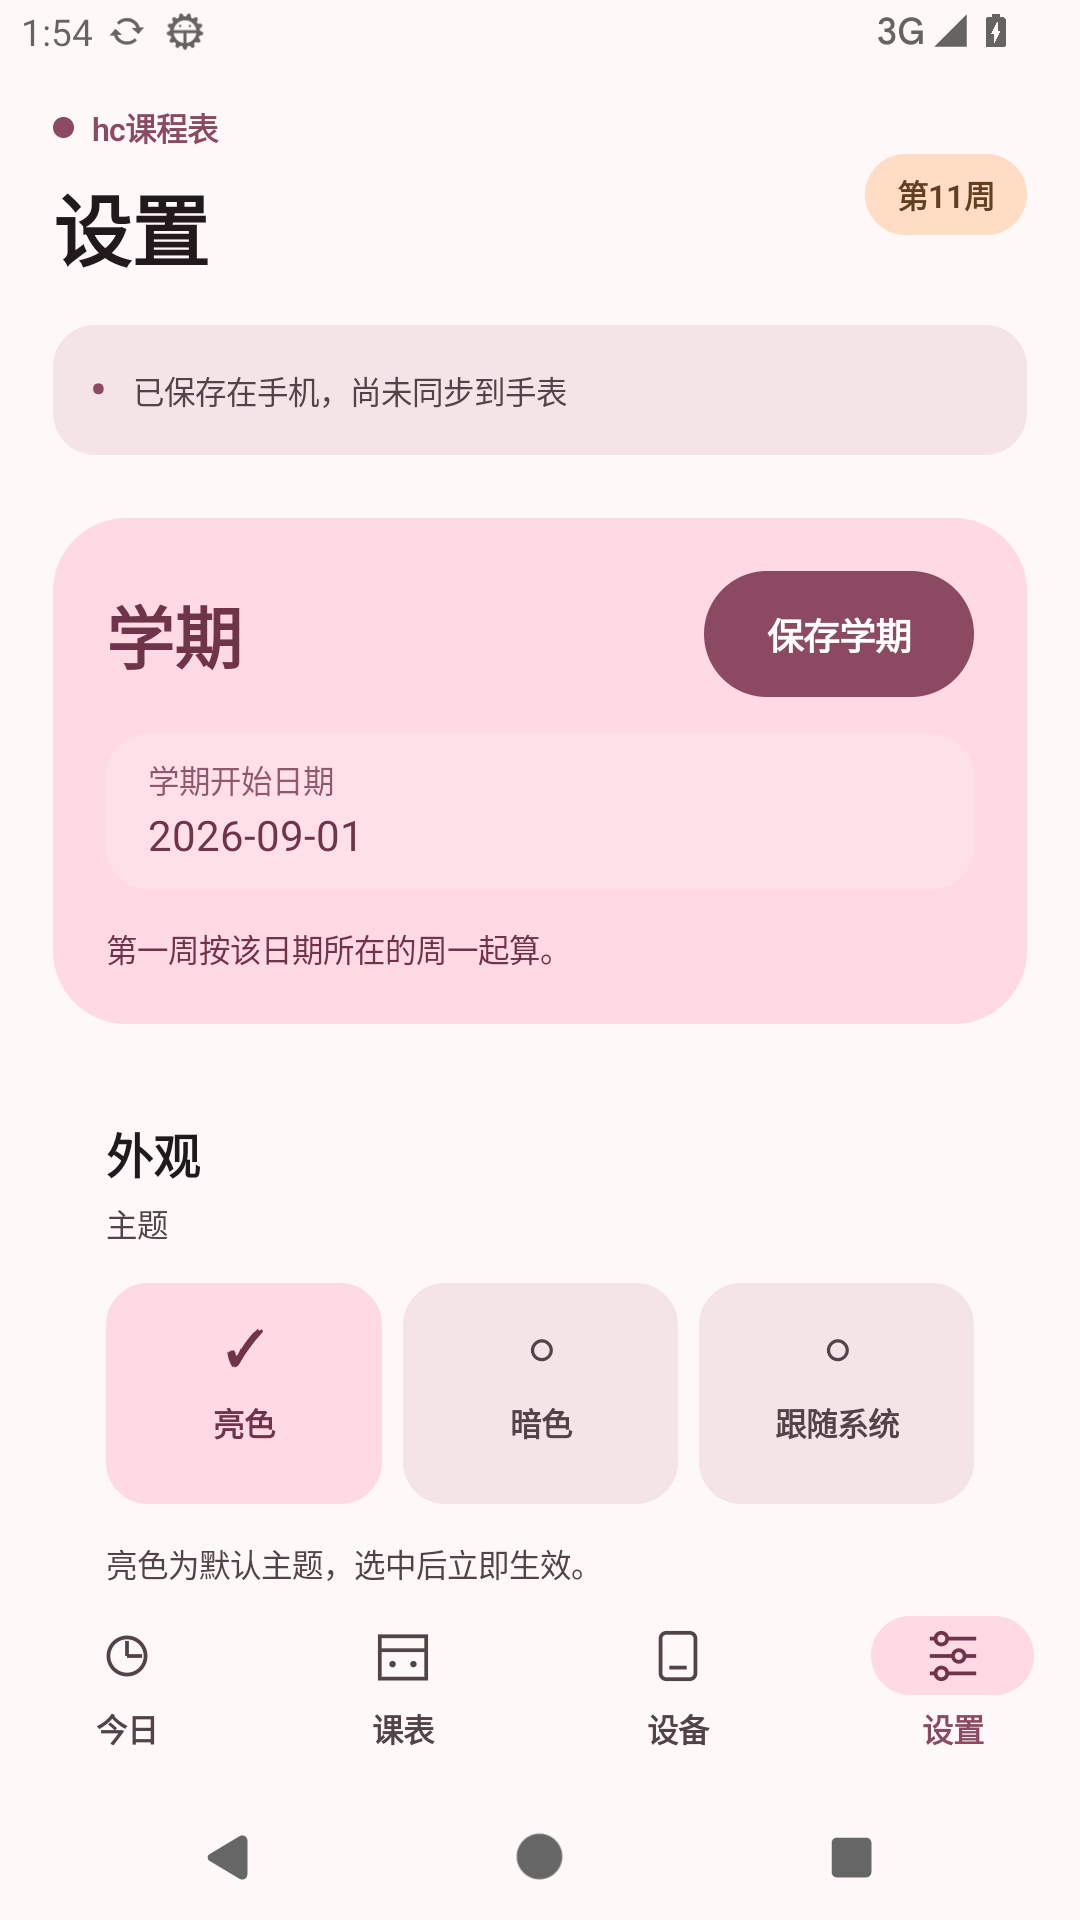 1:54
3G
hc课程表
设置
第11周
已保存在手机，尚未同步到手表
学期
保存学期
学期开始日期
2026-09-01
第一周按该日期所在的周一起算。
外观
主题
亮色
暗色
跟随系统
亮色为默认主题，选中后立即生效。
今日
课表
设备
设置